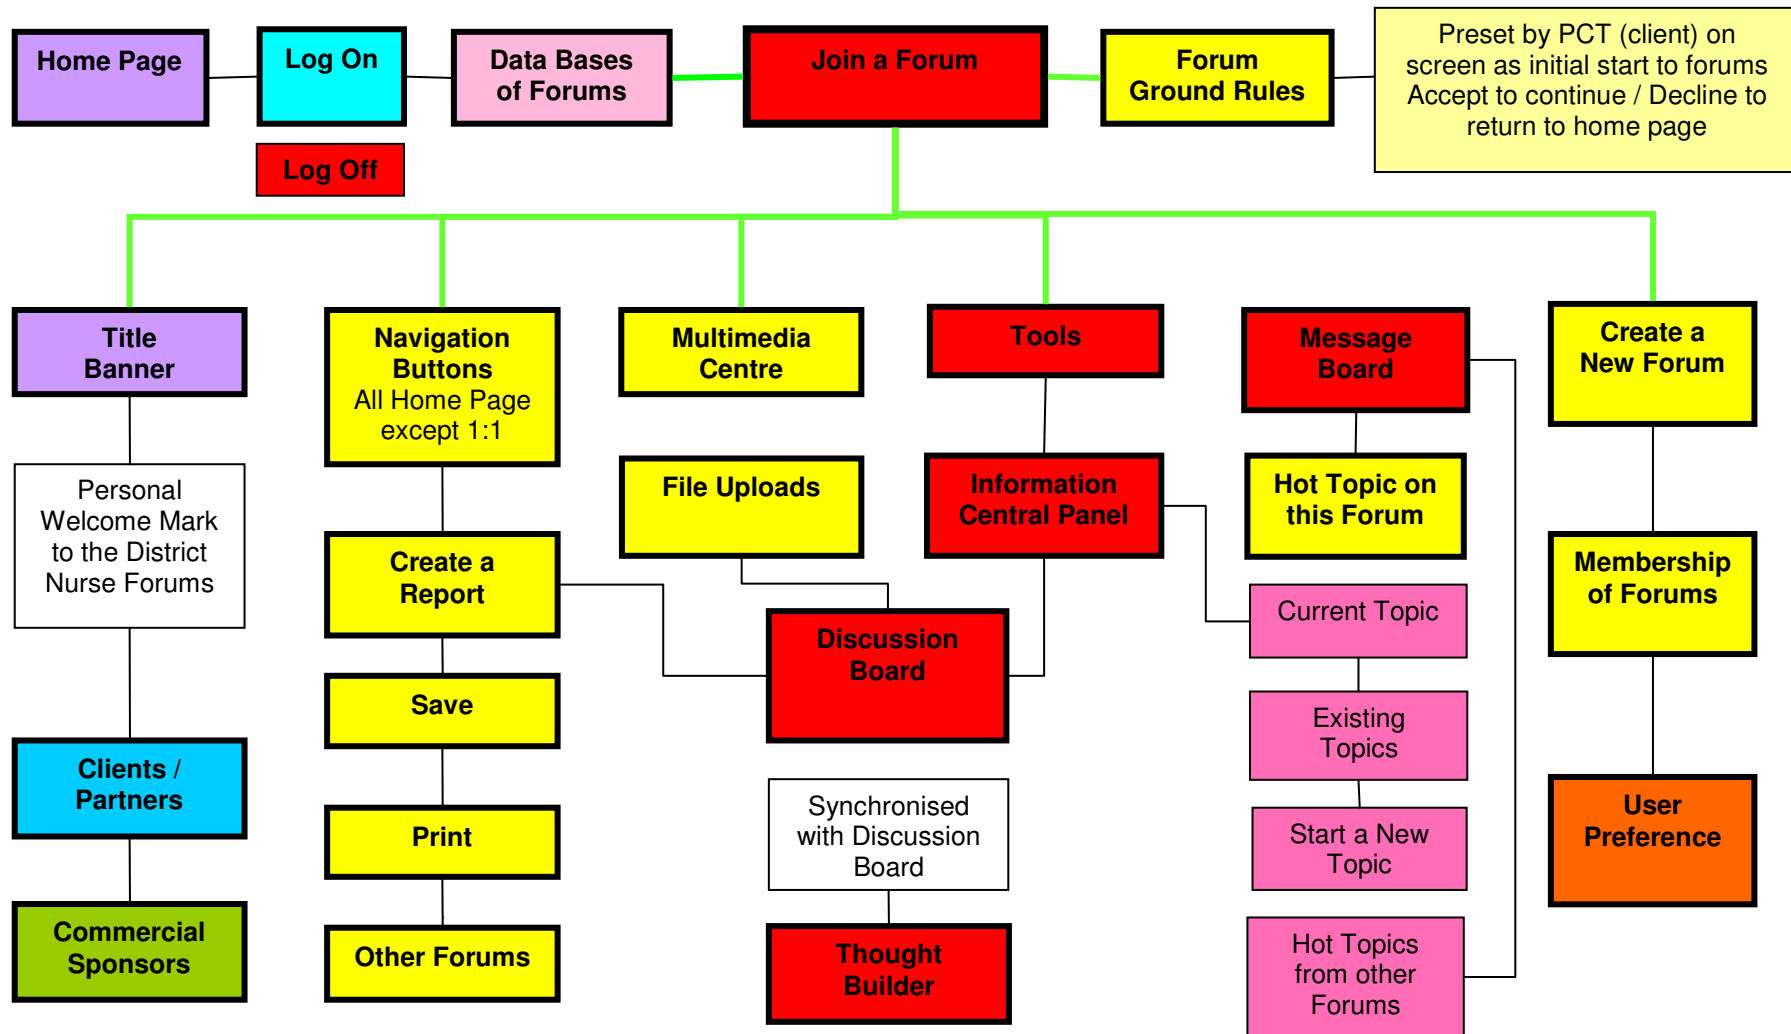 Home Page
Log On
Data Bases
of Forums
Join a Forum
Forum
Ground Rules
Preset by PCT (client) on
screen as initial start to forums
Accept to continue / Decline to
return to home page
Log Off
Title
Banner
Navigation
Buttons
All Home Page
except 1:1
Multimedia
Centre
Tools
Message
Board
Create a
New Forum
Personal
Welcome Mark
to the District
Nurse Forums
File Uploads
Information
Central Panel
Hot Topic on
this Forum
Create a
Report
Membership
of Forums
Current Topic
Discussion
Board
Save
Existing
Topics
Clients /
Partners
Print
Synchronised
with Discussion
Board
Start a New
Topic
User
Preference
Commercial
Sponsors
Other Forums
Thought
Builder
Hot Topics
from other
Forums